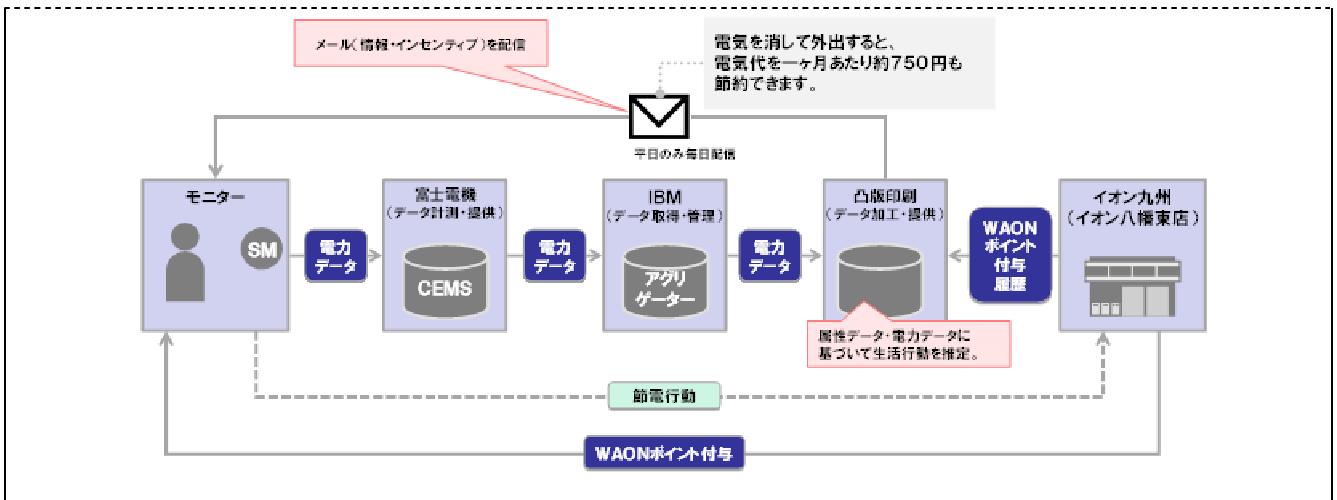 メール(情報・インセンティブ)を配信
電気を消して外出すると、
電気代を一ヶ月あたり約750円も
節約できます。
平日のみ毎日配信
モニター
SM
電力
データ
富士電機
(データ計測・提供)
CEMS
電力
データ
IBM
(データ取得・管理)
アグリ
ゲーター
電力
データ
凸版印刷
(データ加工・提供)
属性データ・電力データに
基づいて生活行動を推定。
WAON
ポイント
付与
履歴
イオン九州
(イオン八幡東店)
節電行動
WAONポイント付与